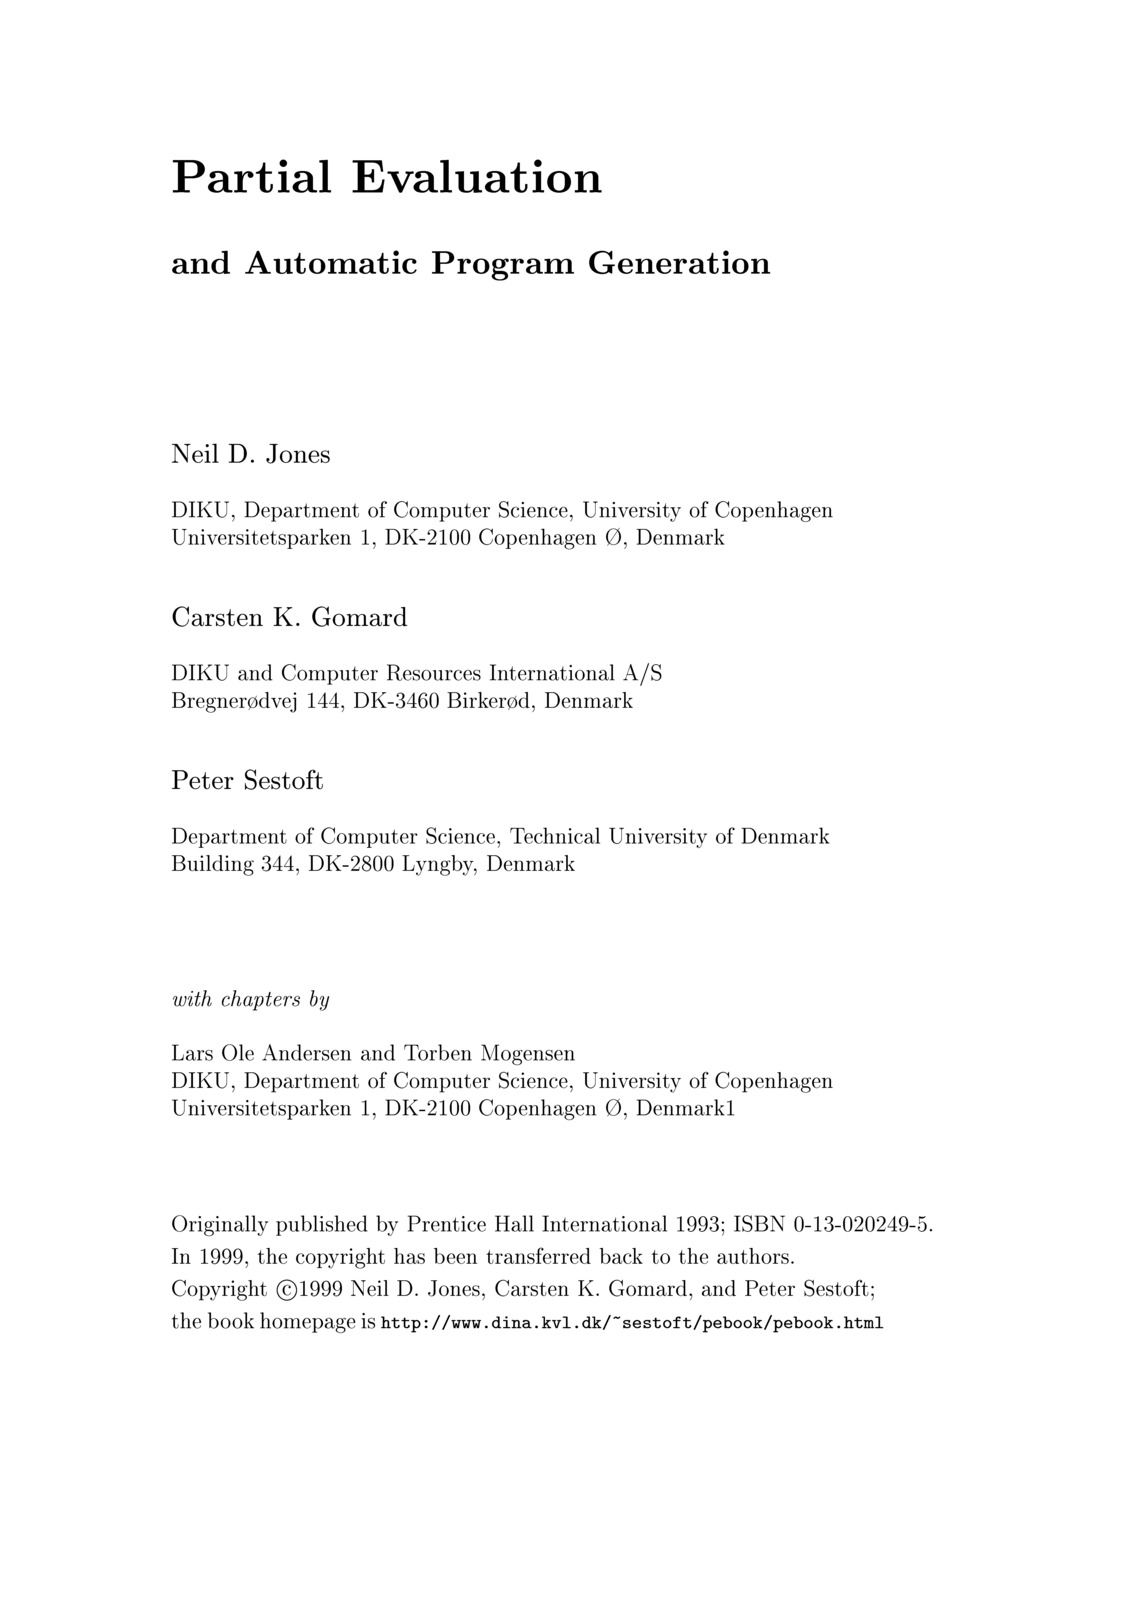 Partial Evaluation
and Automatic Program Generation
Neil D. Jones
DIKU, Department of Computer Science, University of Copenhagen
Universitetsparken 1, DK-2100 Copenhagen Ø, Denmark
Carsten K. Gomard
DIKU and Computer Resources International A/S
Bregnerødvej 144, DK-3460 Birkerød, Denmark
Peter Sestoft
Department of Computer Science, Technical University of Denmark
Building 344, DK-2800 Lyngby, Denmark
with chapters by
Lars Ole Andersen and Torben Mogensen
DIKU, Department of Computer Science, University of Copenhagen
Universitetsparken 1, DK-2100 Copenhagen Ø, Denmark1
Originally published by Prentice Hall International 1993; ISBN 0-13-020249-5.
In 1999, the copyright has been transferred back to the authors.
Copyright ©1999 Neil D. Jones, Carsten K. Gomard, and Peter Sestoft;
the book homepage is http://www.dina.kvl.dk/~sestoft/pebook/pebook.html